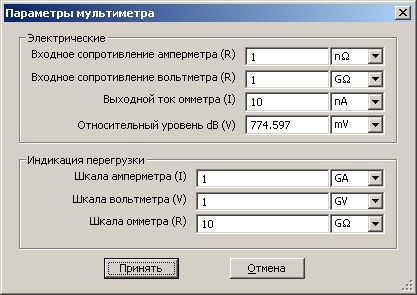 Параметры мультиметра
Электрические
Входное сопротивление амперметра (R) 1 nΩ
Входное сопротивление вольтметра (R) 1 GΩ
Выходной ток омметра (I) 10 nA
Относительный уровень dB (V) 774.597 mV
Индикация перегрузки
Шкала амперметра (I) 1 GA
Шкала вольтметра (V) 1 GV
Шкала омметра (R) 10 GΩ
Принять Отмена